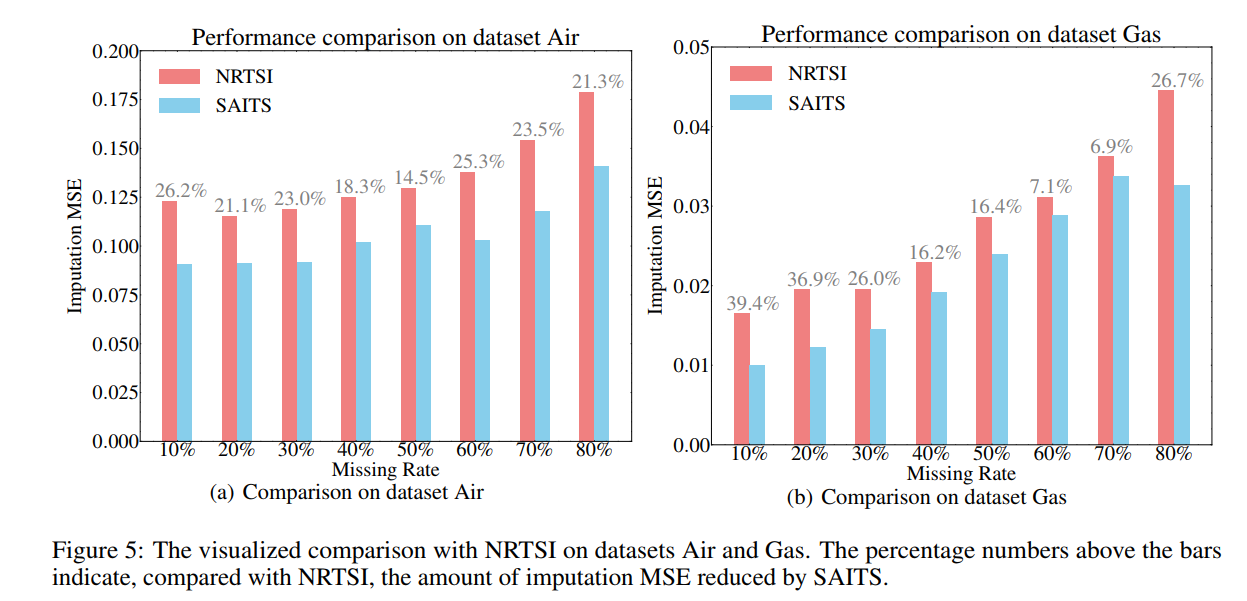 Performance comparison on dataset Air
0.200
0.175
0.150
0.125
0.100
0.075
0.050
0.025
0.000
Imputation MSE
NRTSI
SAITS
26.2%
21.1%
23.0%
18.3%
14.5%
25.3%
23.5%
21.3%
10% 20% 30% 40% 50% 60% 70% 80%
Missing Rate
(a) Comparison on dataset Air
Performance comparison on dataset Gas
0.05
0.04
0.03
0.02
0.01
0.00
Imputation MSE
NRTSI
SAITS
39.4%
36.9%
26.0%
16.2%
16.4%
7.1%
6.9%
26.7%
10% 20% 30% 40% 50% 60% 70% 80%
Missing Rate
(b) Comparison on dataset Gas
Figure 5: The visualized comparison with NRTSI on datasets Air and Gas. The percentage numbers above the bars
indicate, compared with NRTSI, the amount of imputation MSE reduced by SAITS.